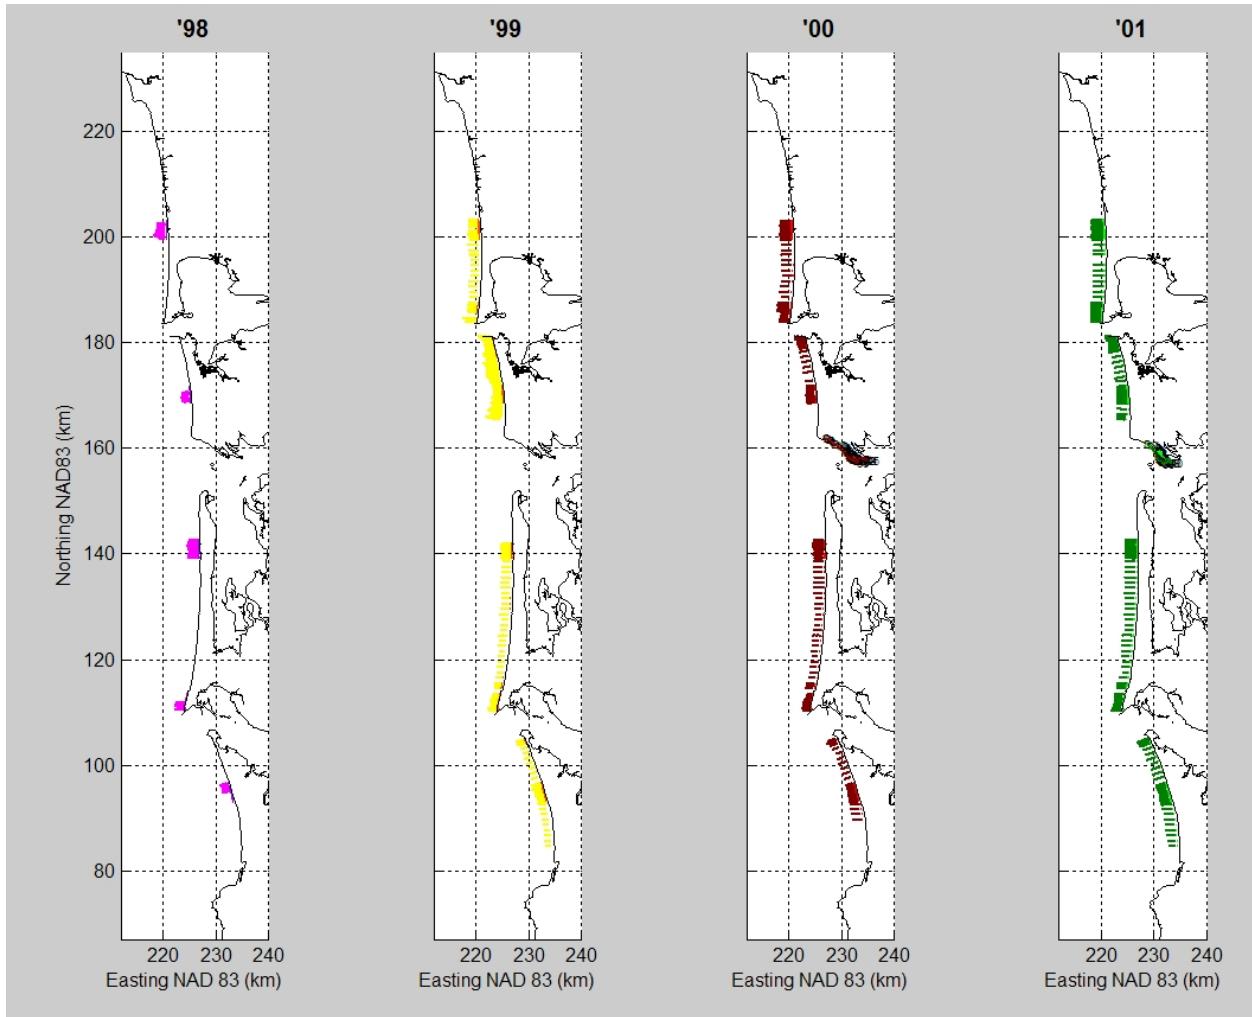 '98 '99 '00 '01
220
200
180
160
140
120
100
80
Northing NAD83 (km)
220 230 240 220 230 240 220 230 240 220 230 240
Easting NAD 83 (km) Easting NAD 83 (km) Easting NAD 83 (km) Easting NAD 83 (km)